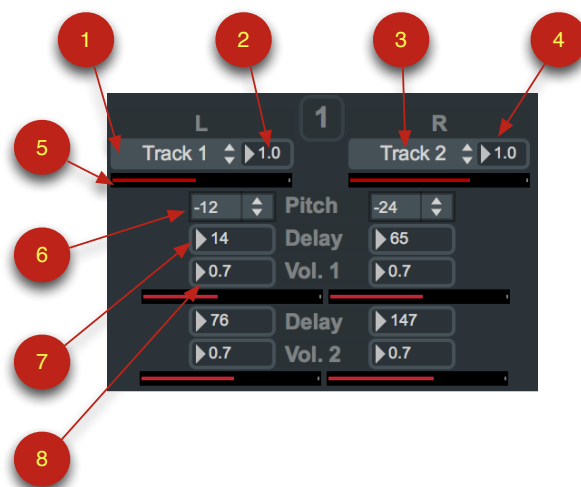 1 2 3 4
L 1 R
Track 1 1.0 Track 2 1.0
5
-12 Pitch -24
6
14 Delay 65
0.7 Vol. 1 0.7
76 Delay 147
7
0.7 Vol. 2 0.7
8